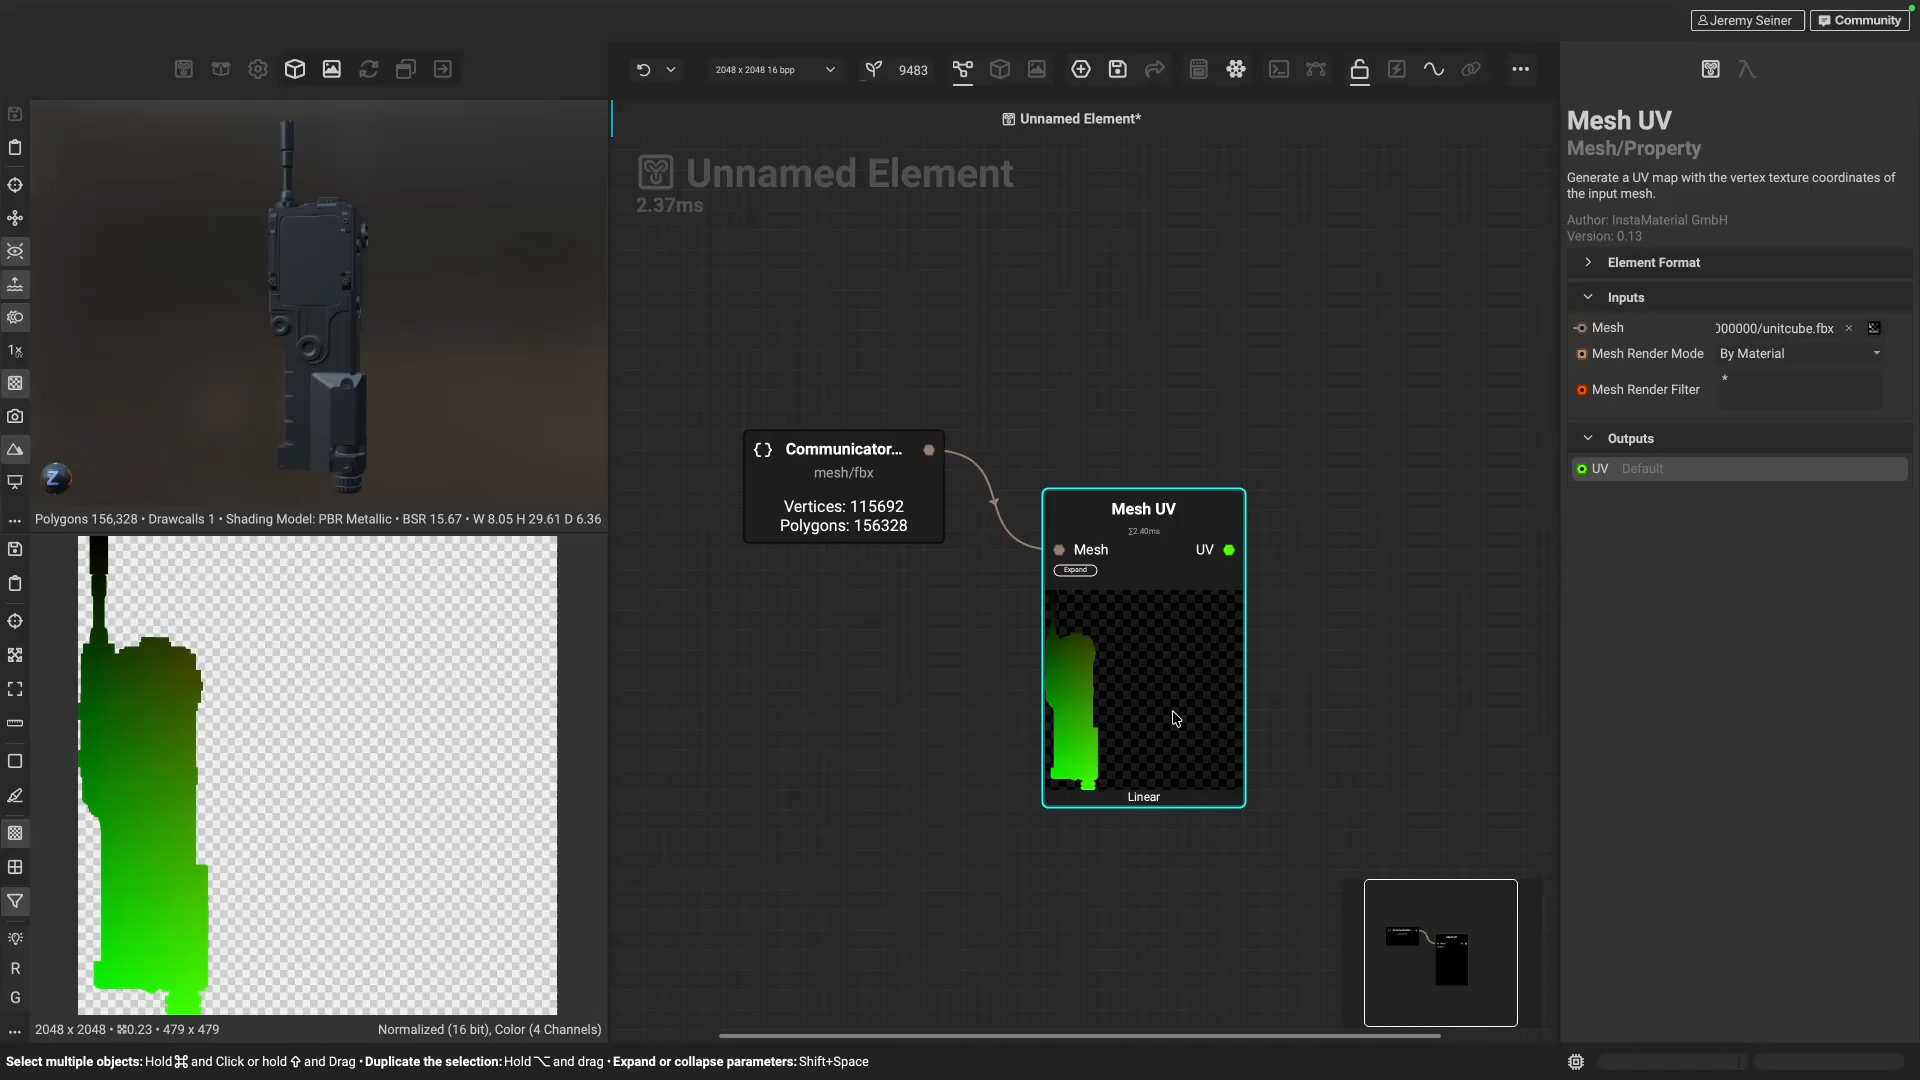 Jeremy Seiner
Community
2048 x 2048 16 bpp
9483
Unnamed Element*
Unnamed Element
2.37ms
1x
Z
Polygons 156,328 • Drawcalls 1 • Shading Model: PBR Metallic • BSR 15.67 • W 8.05 H 29.61 D 6.36
R
G
2048 x 2048 • 0.23 • 479 x 479
Normalized (16 bit), Color (4 Channels)
{} Communicator...
mesh/fbx
Vertices: 115692
Polygons: 156328
Mesh UV
Σ2.40ms
Mesh
UV
Expand
Linear
Mesh UV
Mesh/Property
Generate a UV map with the vertex texture coordinates of
the input mesh.
Author: InstaMaterial GmbH
Version: 0.13
Element Format
Inputs
Mesh
000000/unitcube.fbx
Mesh Render Mode
By Material
Mesh Render Filter
*
Outputs
UV Default
Select multiple objects: Hold ⌘ and Click or hold ⇧ and Drag • Duplicate the selection: Hold ⌥ and drag • Expand or collapse parameters: Shift+Space